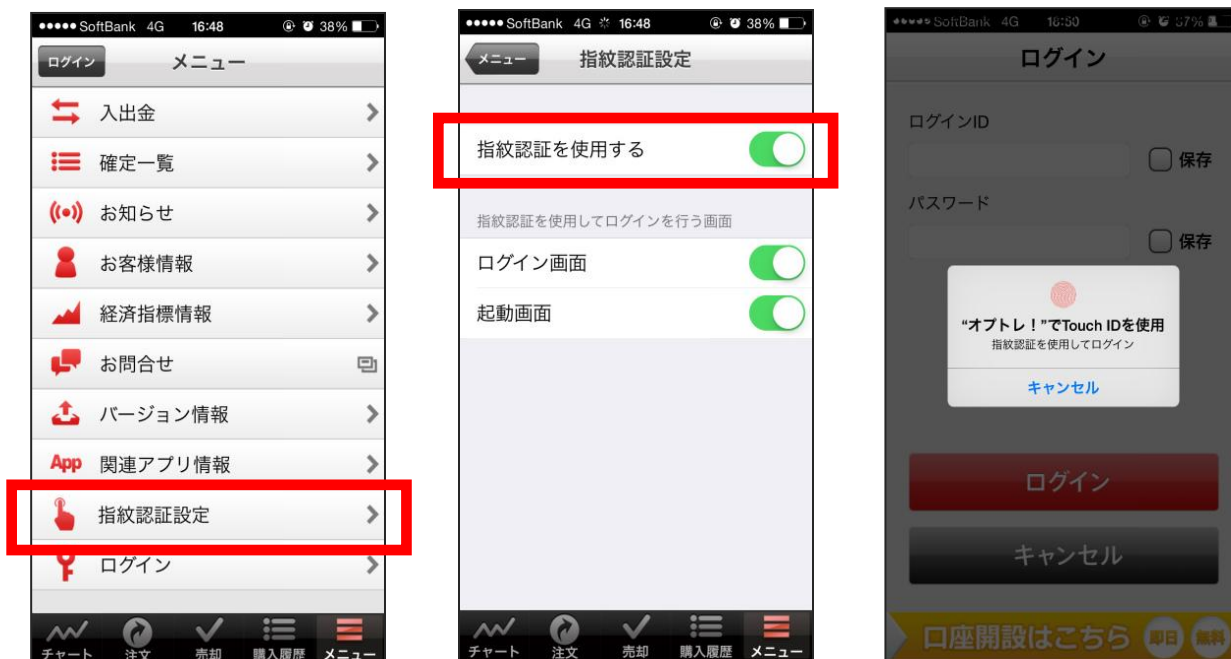 SoftBank 4G 16:48 38%
ログイン メニュー
入出金
確定一覧
お知らせ
お客様情報
経済指標情報
お問合せ
バージョン情報
App 関連アプリ情報
指紋認証設定
ログイン
チャート 注文 売却 購入履歴 メニュー
SoftBank 4G 16:48 38%
メニュー 指紋認証設定
指紋認証を使用する
指紋認証を使用してログインを行う画面
ログイン画面
起動画面
チャート 注文 売却 購入履歴 メニュー
SoftBank 4G 16:50 37%
ログイン
ログインID
保存
パスワード
保存
“オプトレ！”でTouch IDを使用
指紋認証を使用してログイン
キャンセル
ログイン
キャンセル
口座開設はこちら 即日 無料